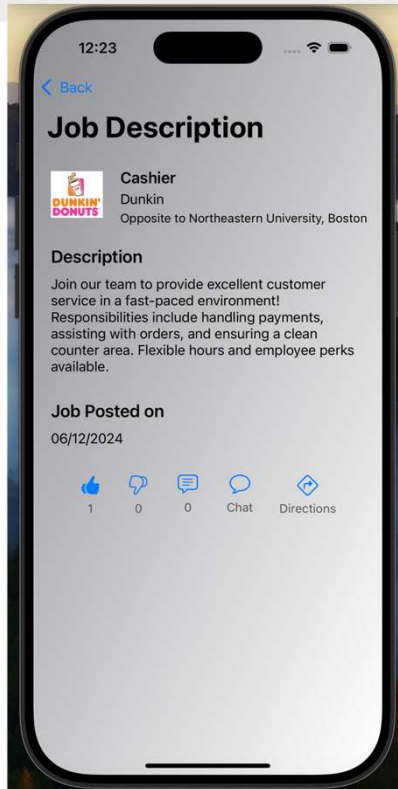 12:23
Back
Job Description
DUNKIN'
DONUTS
Cashier
Dunkin
Opposite to Northeastern University, Boston
Description
Join our team to provide excellent customer
service in a fast-paced environment!
Responsibilities include handling payments,
assisting with orders, and ensuring a clean
counter area. Flexible hours and employee perks
available.
Job Posted on
06/12/2024
1
0
0
Chat
Directions